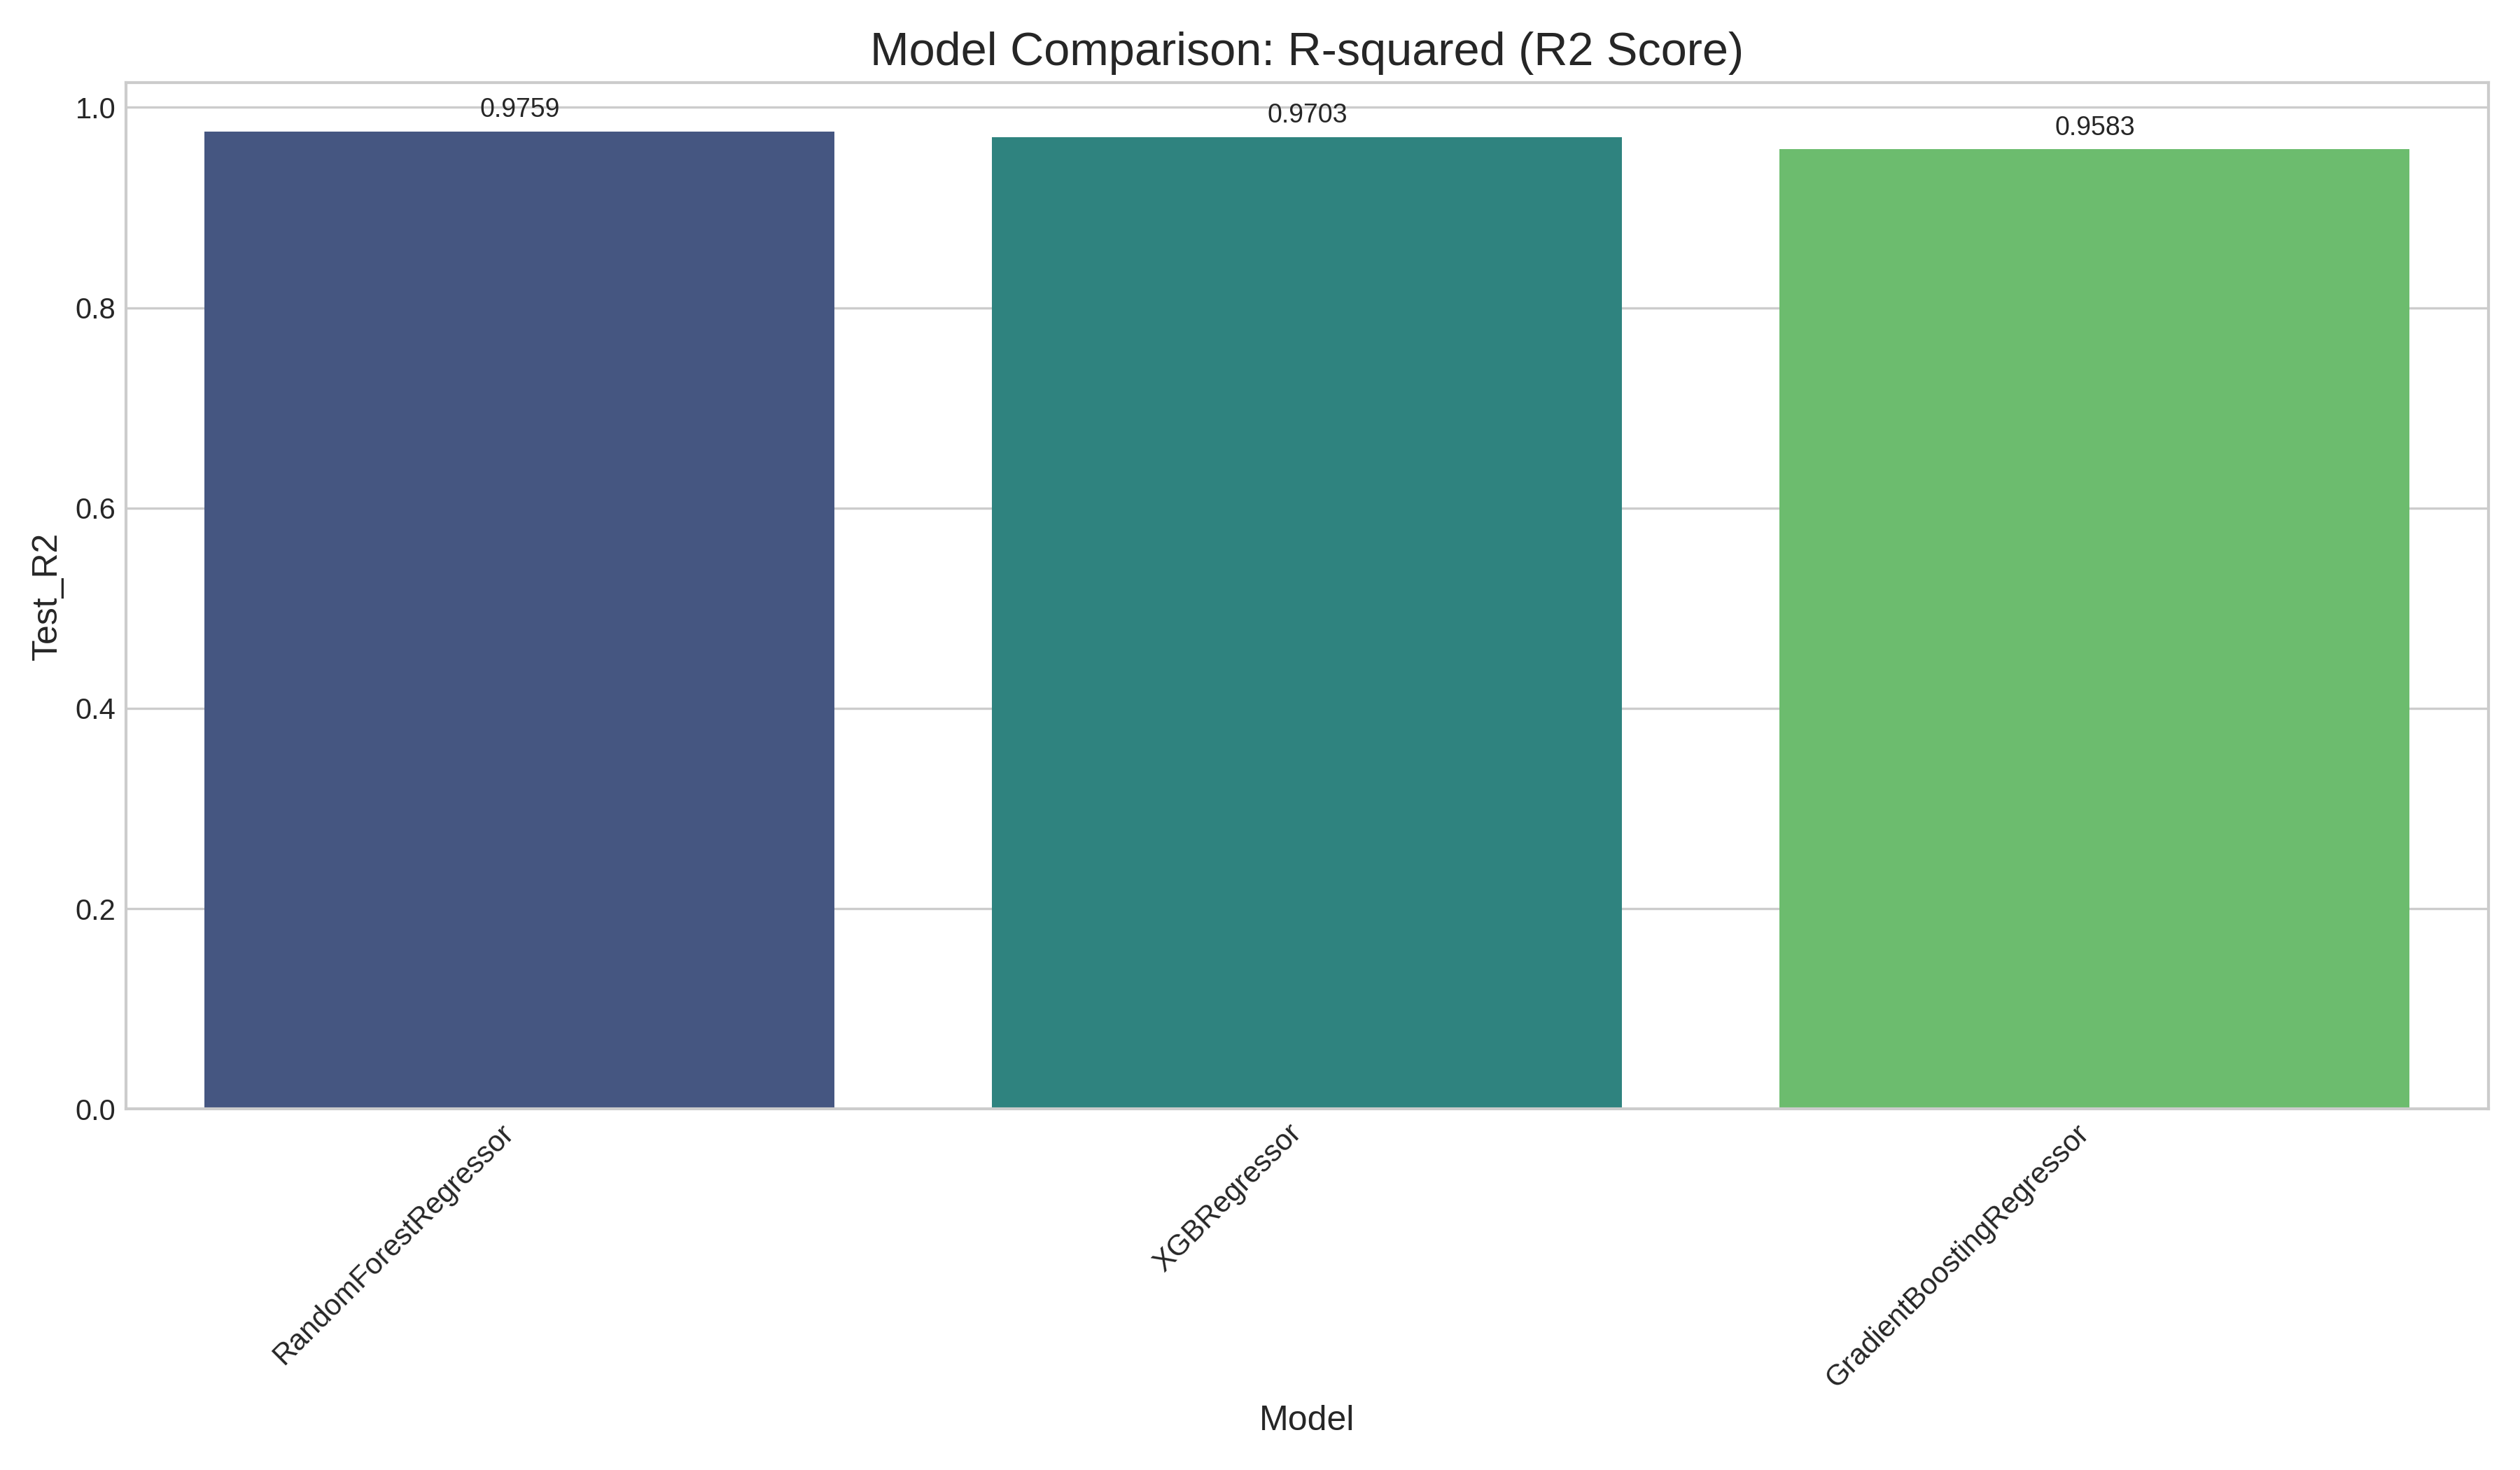 Model Comparison: R-squared (R2 Score)
1.0
0.8
0.6
0.4
0.2
0.0
Test_R2
0.9759
0.9703
0.9583
RandomForestRegressor
XGBRegressor
GradientBoostingRegressor
Model